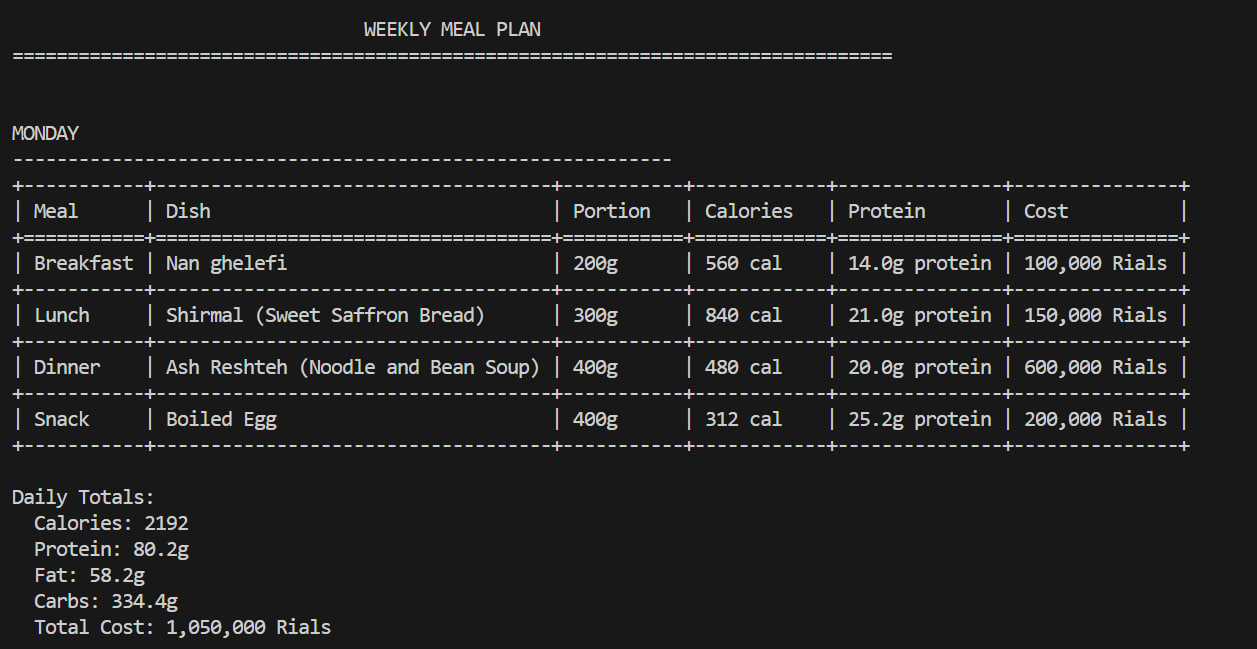 WEEKLY MEAL PLAN
================================================================================
MONDAY
------------------------------------------------------------
+-----------+------------------------------------+-----------+------------+---------------+---------------+
| Meal      | Dish                               | Portion   | Calories   | Protein       | Cost          |
+===========+====================================+===========+============+===============+===============+
| Breakfast | Nan ghelefi                        | 200g      | 560 cal    | 14.0g protein | 100,000 Rials |
+-----------+------------------------------------+-----------+------------+---------------+---------------+
| Lunch     | Shirmal (Sweet Saffron Bread)      | 300g      | 840 cal    | 21.0g protein | 150,000 Rials |
+-----------+------------------------------------+-----------+------------+---------------+---------------+
| Dinner    | Ash Reshteh (Noodle and Bean Soup) | 400g      | 480 cal    | 20.0g protein | 600,000 Rials |
+-----------+------------------------------------+-----------+------------+---------------+---------------+
| Snack     | Boiled Egg                         | 400g      | 312 cal    | 25.2g protein | 200,000 Rials |
+-----------+------------------------------------+-----------+------------+---------------+---------------+
Daily Totals:
  Calories: 2192
  Protein: 80.2g
  Fat: 58.2g
  Carbs: 334.4g
  Total Cost: 1,050,000 Rials